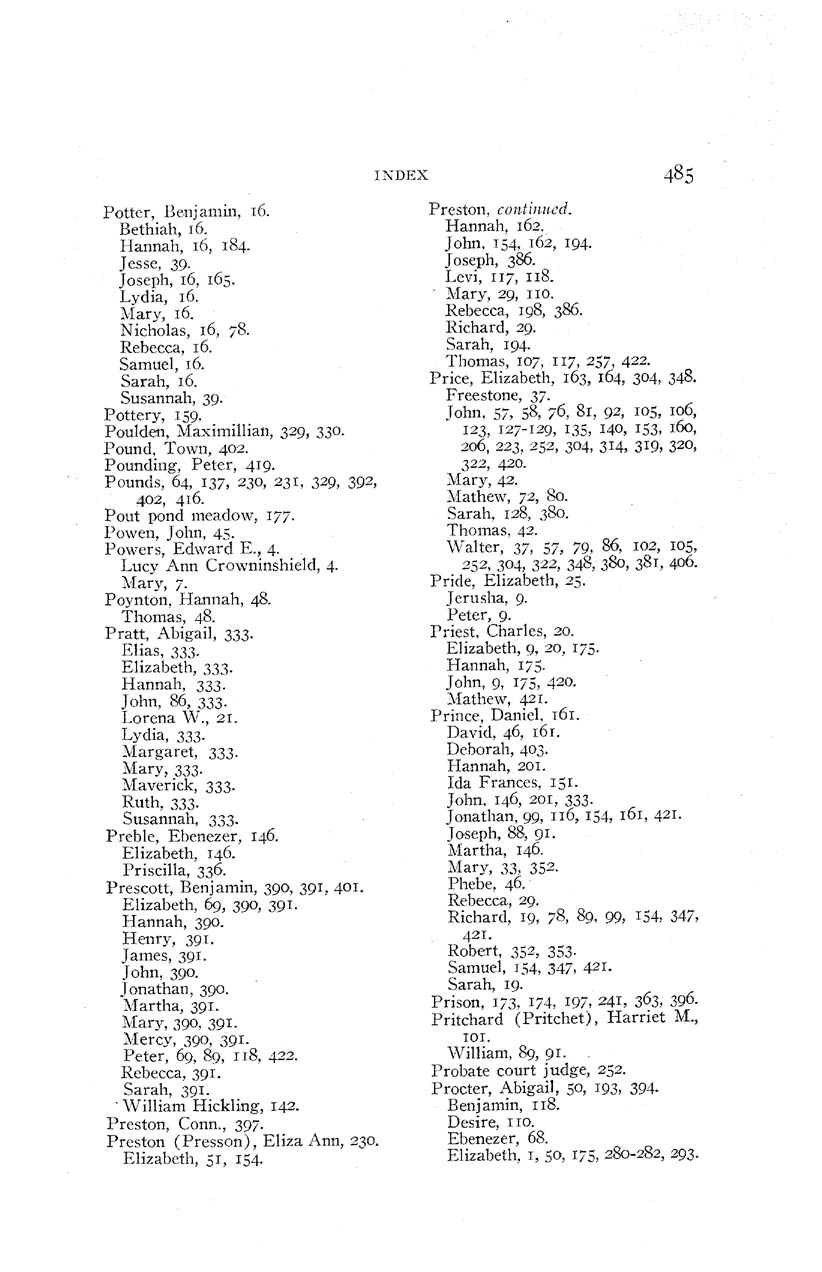 INDEX 485
Potter, Benjamin, 16.
Bethiah, 16.
Hannah, 16, 184.
Jesse, 39.
Joseph, 16, 165.
Lydia, 16.
Mary, 16.
Nicholas, 16, 78.
Rebecca, 16.
Samuel, 16.
Sarah, 16.
Susannah, 39.
Pottery, 159.
Poulden, Maximillian, 329, 330.
Pound, Town, 402.
Pounding, Peter, 419.
Pounds, 64, 137, 230, 231, 329, 392,
402, 416.
Pout pond meadow, 177.
Powen, John, 45.
Powers, Edward E., 4.
Lucy Ann Crowninshield, 4.
Mary, 7.
Poynton, Hannah, 48.
Thomas, 48.
Pratt, Abigail, 333.
Elias, 333.
Elizabeth, 333.
Hannah, 333.
John, 86, 333.
Lorena W., 21.
Lydia, 333.
Margaret, 333.
Mary, 333.
Maverick, 333.
Ruth, 333.
Susannah, 333.
Preble, Ebenezer, 146.
Elizabeth, 146.
Priscilla, 336.
Prescott, Benjamin, 390, 391, 401.
Elizabeth, 69, 390, 391.
Hannah, 390.
Henry, 391.
James, 391.
John, 390.
Jonathan, 390.
Martha, 391.
Mary, 390, 391.
Mercy, 390, 391.
Peter, 69, 89, 118, 422.
Rebecca, 391.
Sarah, 391.
William Hickling, 142.
Preston, Conn., 397.
Preston (Presson), Eliza Ann, 230.
Elizabeth, 51, 154.
Preston, continued.
Hannah, 162.
John, 154, 162, 194.
Joseph, 386.
Levi, 117, 118.
Mary, 29, 110.
Rebecca, 198, 386.
Richard, 29.
Sarah, 194.
Thomas, 107, 117, 257, 422.
Price, Elizabeth, 163, 164, 304, 348.
Freestone, 37.
John, 57, 58, 76, 81, 92, 105, 106,
123, 127-129, 135, 140, 153, 160,
206, 223, 252, 304, 314, 319, 320,
322, 420.
Mary, 42.
Mathew, 72, 80.
Sarah, 128, 380.
Thomas, 42.
Walter, 37, 57, 79, 86, 102, 105,
252, 304, 322, 348, 380, 381, 406.
Pride, Elizabeth, 25.
Jerusha, 9.
Peter, 9.
Priest, Charles, 20.
Elizabeth, 9, 20, 175.
Hannah, 175.
John, 9, 175, 420.
Mathew, 421.
Prince, Daniel, 161.
David, 46, 161.
Deborah, 403.
Hannah, 201.
Ida Frances, 151.
John, 146, 201, 333.
Jonathan, 99, 116, 154, 161, 421.
Joseph, 88, 91.
Martha, 146.
Mary, 33, 352.
Phebe, 46.
Rebecca, 29.
Richard, 19, 78, 89, 99, 154, 347,
421.
Robert, 352, 353.
Samuel, 154, 347, 421.
Sarah, 19.
Prison, 173, 174, 197, 241, 363, 396.
Pritchard (Pritchet), Harriet M.,
101.
William, 89, 91.
Probate court judge, 252.
Procter, Abigail, 50, 193, 394.
Benjamin, 118.
Desire, 110.
Ebenezer, 68.
Elizabeth, 1, 50, 175, 280-282, 293.